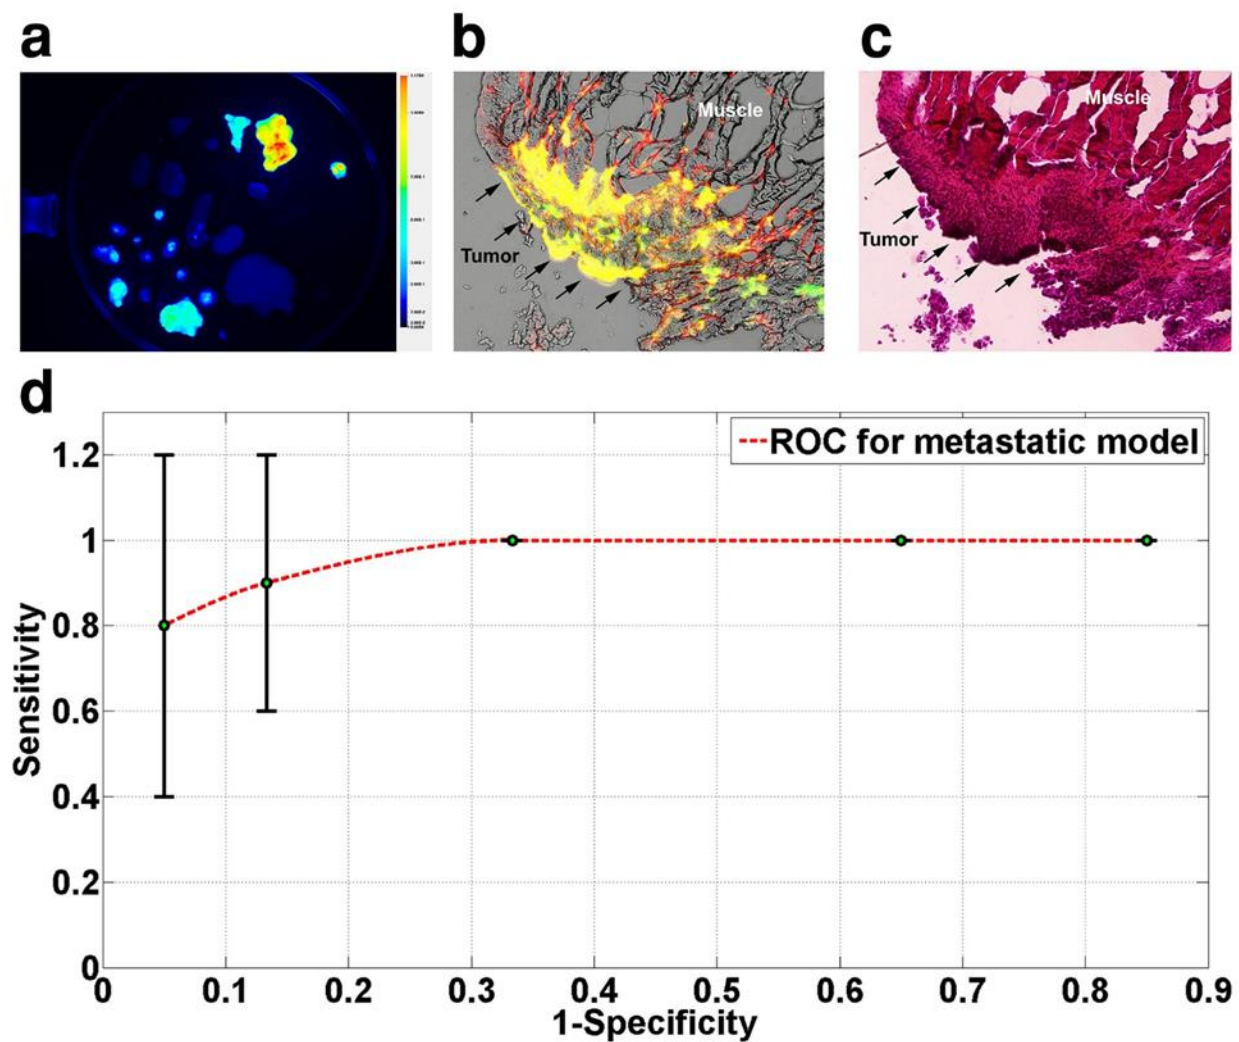 a
b
c
Muscle
Tumor
Muscle
Tumor
d
ROC for metastatic model
1.2
1
0.8
0.6
0.4
0.2
0
Sensitivity
0 0.1 0.2 0.3 0.4 0.5 0.6 0.7 0.8 0.9
1-Specificity